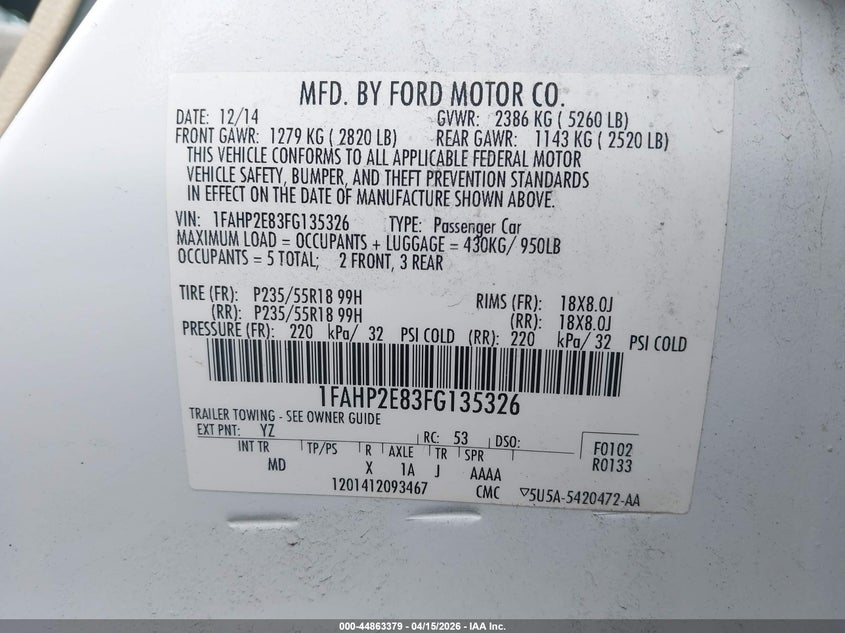 MFD. BY FORD MOTOR CO.
DATE: 12/14 GVWR: 2386 KG ( 5260 LB)
FRONT GAWR: 1279 KG ( 2820 LB) REAR GAWR: 1143 KG ( 2520 LB)
THIS VEHICLE CONFORMS TO ALL APPLICABLE FEDERAL MOTOR
VEHICLE SAFETY, BUMPER, AND THEFT PREVENTION STANDARDS
IN EFFECT ON THE DATE OF MANUFACTURE SHOWN ABOVE.
VIN: 1FAHP2E83FG135326 TYPE: Passenger Car
MAXIMUM LOAD = OCCUPANTS + LUGGAGE = 430KG/ 950LB
OCCUPANTS = 5 TOTAL; 2 FRONT, 3 REAR
TIRE (FR): P235/55R18 99H RIMS (FR): 18X8.0J
(RR): P235/55R18 99H (RR): 18X8.0J
PRESSURE (FR): 220 kPa/ 32 PSI COLD (RR): 220 kPa/ 32 PSI COLD
1FAHP2E83FG135326
TRAILER TOWING - SEE OWNER GUIDE
EXT PNT: YZ RC: 53 DSO: F0102
INT TR TP/PS R AXLE TR SPR R0133
MD X 1A J AAAA
1201412093467 CMC ▽5U5A-5420472-AA
000-44863379 - 04/15/2026 - IAA Inc.